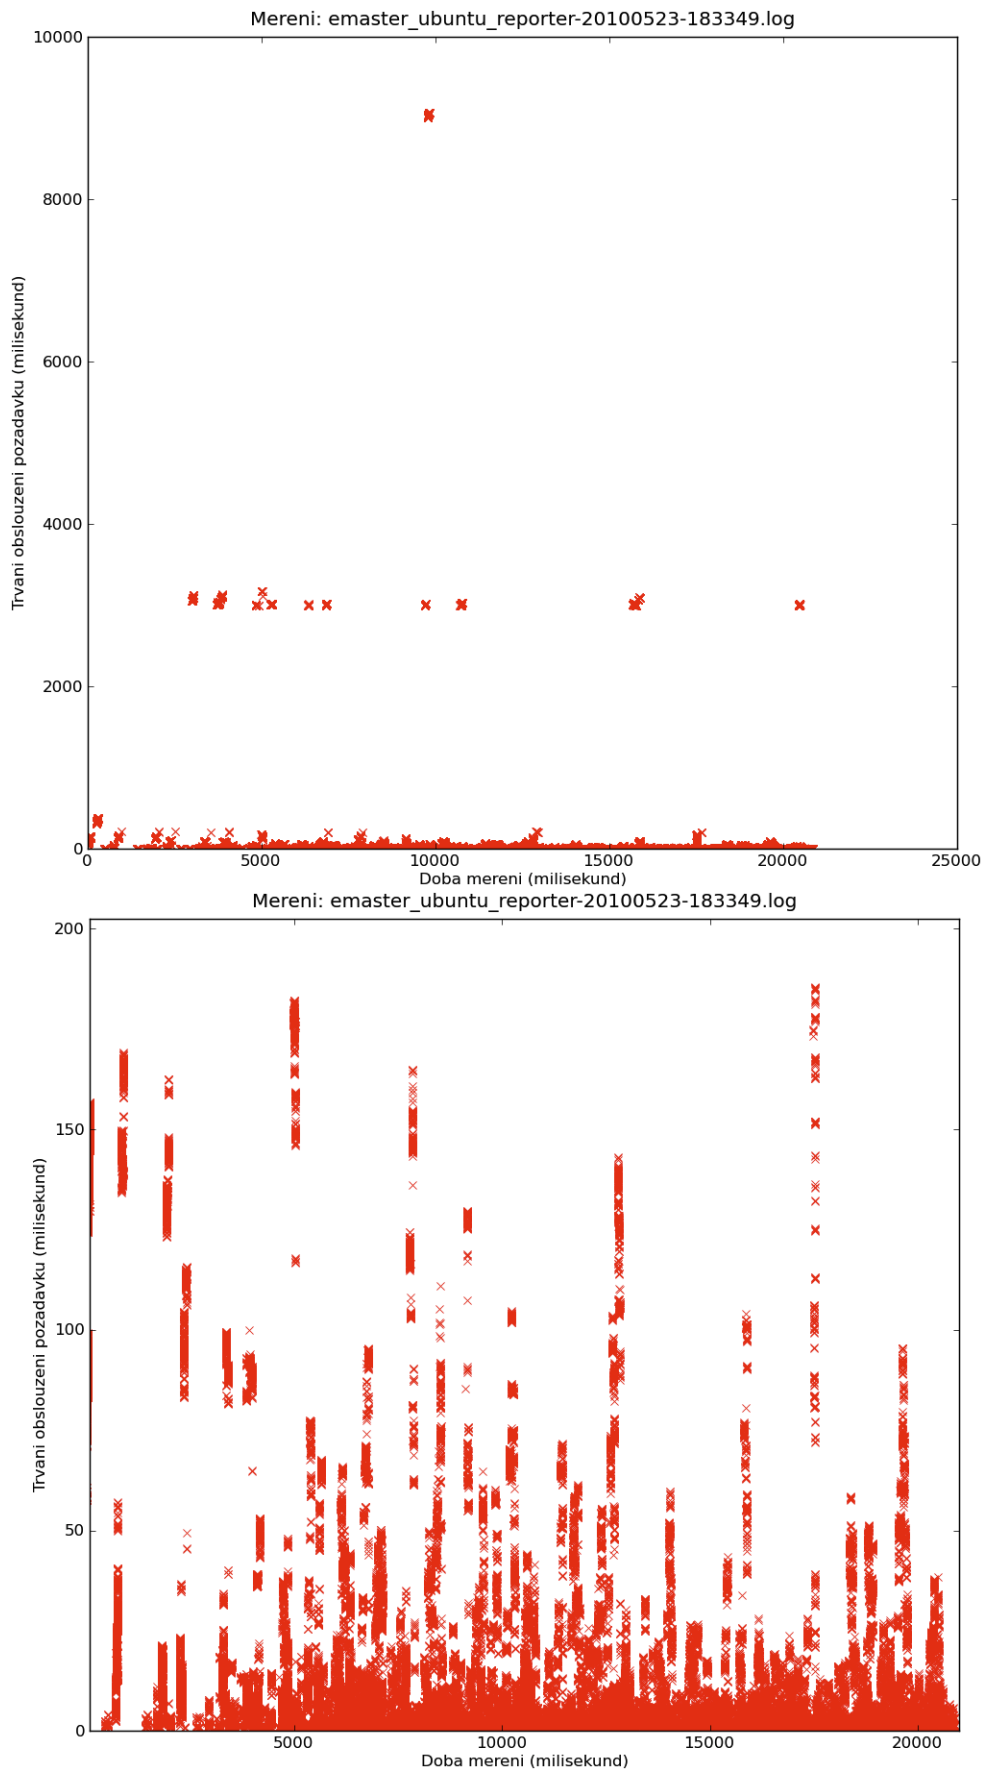 Mereni: emaster_ubuntu_reporter-20100523-183349.log
10000
8000
6000
4000
2000
0
Trvani obslouzeni pozadavku (milisekund)
0 5000 10000 15000 20000 25000
Doba mereni (milisekund)
Mereni: emaster_ubuntu_reporter-20100523-183349.log
200
150
100
50
0
Trvani obslouzeni pozadavku (milisekund)
5000 10000 15000 20000
Doba mereni (milisekund)